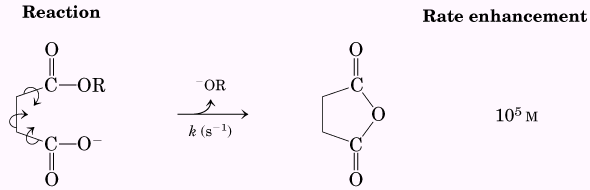 Reaction
Rate enhancement
O
C—OR
C—O⁻
O
⁻OR
k (s⁻¹)
O
C
O
C
O
10⁵ M